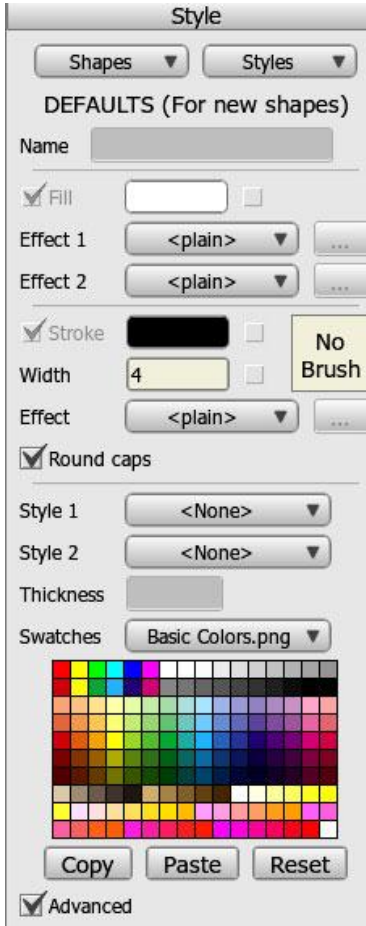 Style
Shapes Styles
DEFAULTS (For new shapes)
Name
Fill
Effect 1 <plain> ...
Effect 2 <plain> ...
Stroke
No
Width 4 Brush
Effect <plain> ...
Round caps
Style 1 <None>
Style 2 <None>
Thickness
Swatches Basic Colors.png
Copy Paste Reset
Advanced